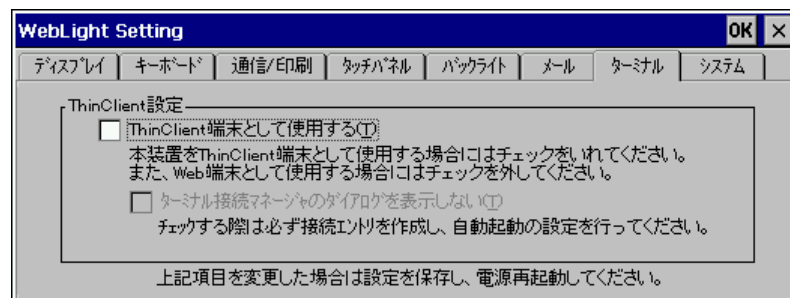 WebLight Setting OK ×
ﾃﾞｨｽﾌﾟﾚｲ ｷｰﾎﾞｰﾄﾞ 通信/印刷 ﾀｯﾁﾊﾟﾈﾙ ﾊﾞｯｸﾗｲﾄ ﾒｰﾙ ﾀｰﾐﾅﾙ ｼｽﾃﾑ
ThinClient設定
ThinClient端末として使用する(T)
本装置をThinClient端末として使用する場合にはチェックをいれてください。
また、Web端末として使用する場合にはチェックを外してください。
ﾀｰﾐﾅﾙ接続マネージャのﾀﾞｲｱﾛｸﾞを表示しない(T)
ﾁｪｯｸする際は必ず接続ｴﾝﾄﾘを作成し、自動起動の設定を行ってください。
上記項目を変更した場合は設定を保存し、電源再起動してください。